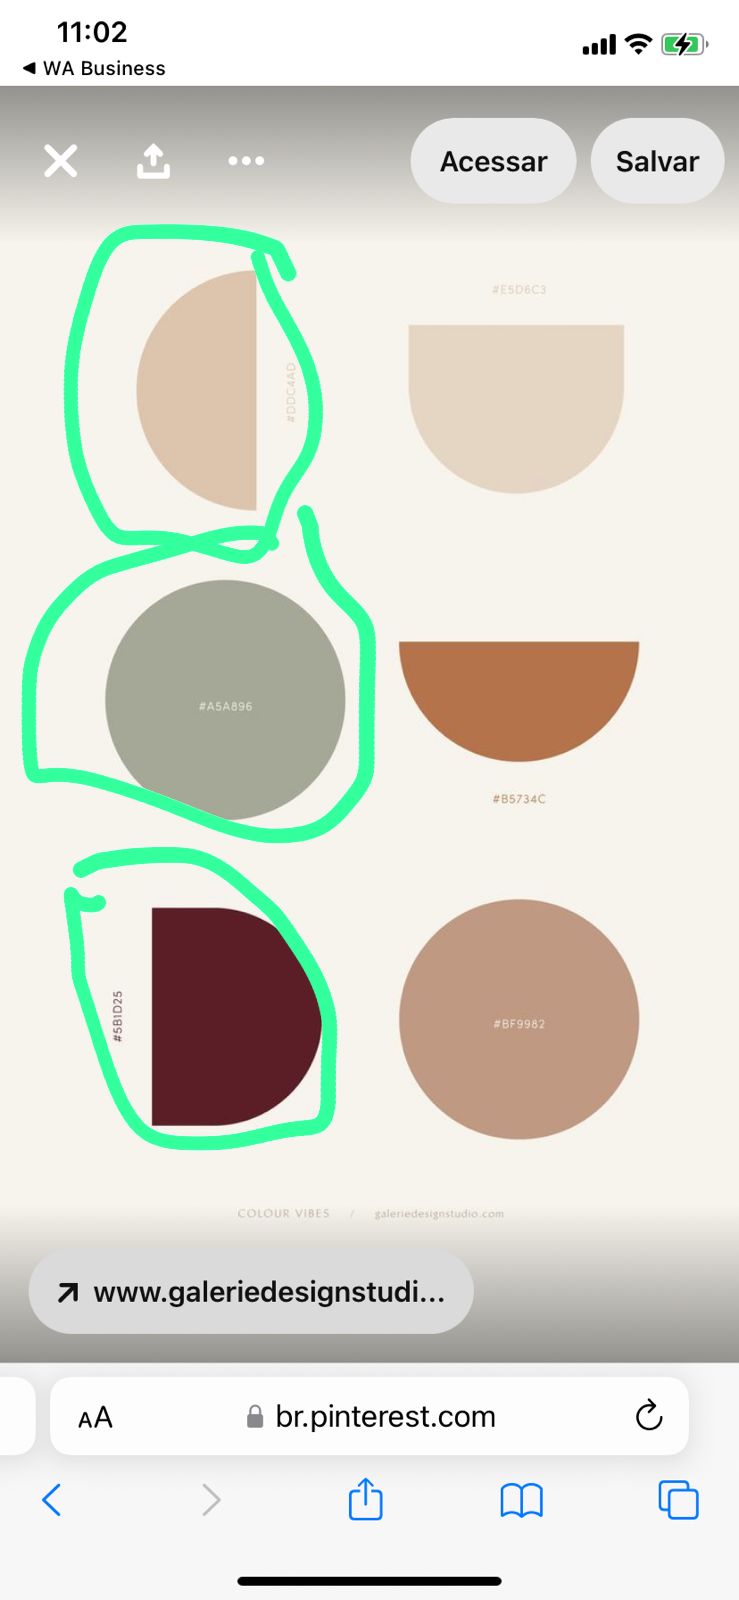 11:02
◀ WA Business
Acessar
Salvar
#DDC4AD
#E5D6C3
#A5A896
#B5734C
#5B1D25
#BF9982
COLOUR VIBES / galeriedesignstudio.com
www.galeriedesignstudi...
AA
br.pinterest.com